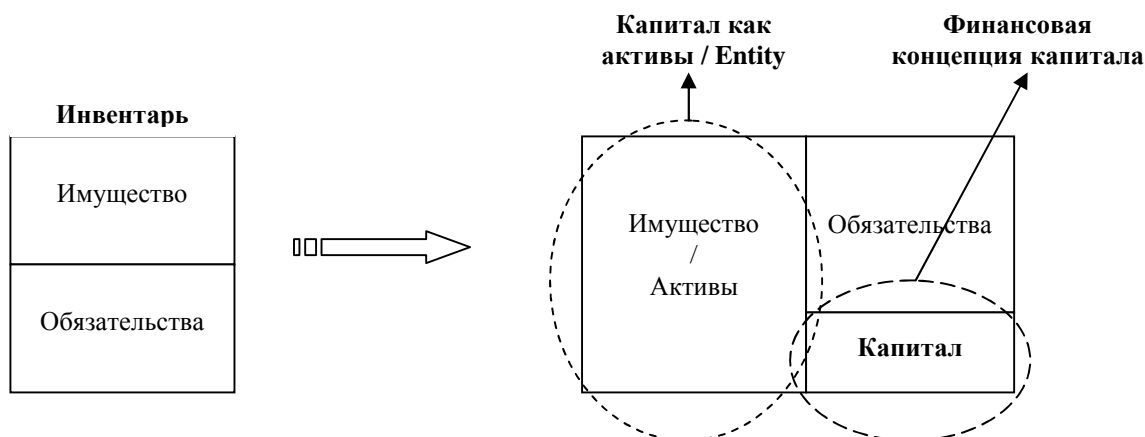 Капитал как
активы / Entity
Финансовая
концепция капитала
Инвентарь
Имущество
Обязательства
Имущество
/
Активы
Обязательства
Капитал